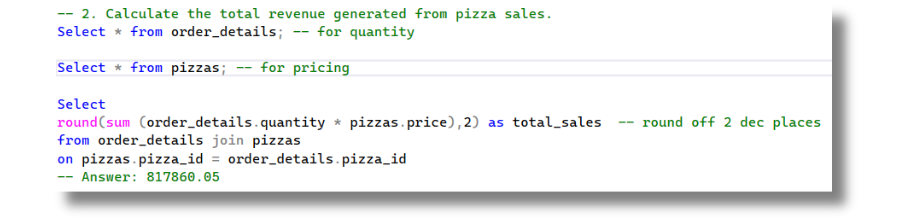 -- 2. Calculate the total revenue generated from pizza sales.
Select * from order_details; -- for quantity
Select * from pizzas; -- for pricing
Select
round(sum (order_details.quantity * pizzas.price),2) as total_sales  -- round off 2 dec places
from order_details join pizzas
on pizzas.pizza_id = order_details.pizza_id
-- Answer: 817860.05